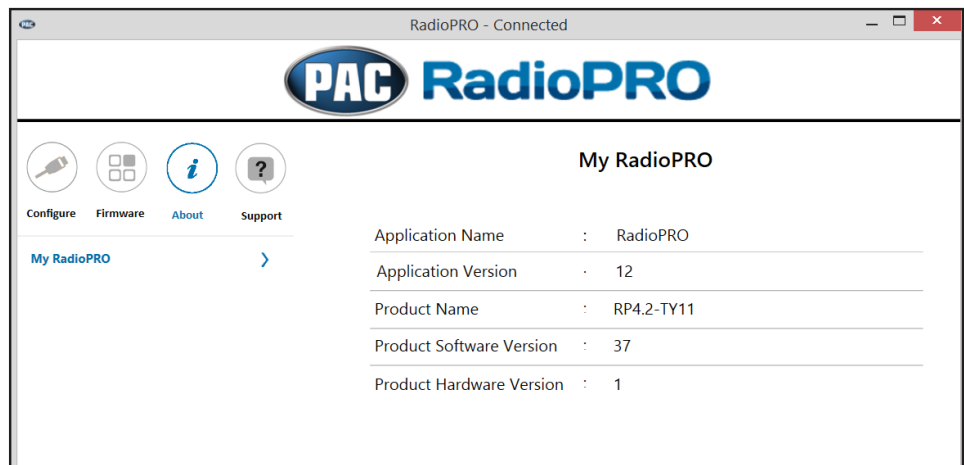 PAC
RadioPRO - Connected
PAC RadioPRO
i
?
Configure Firmware About Support
My RadioPRO
My RadioPRO
Application Name : RadioPRO
Application Version · 12
Product Name : RP4.2-TY11
Product Software Version : 37
Product Hardware Version : 1